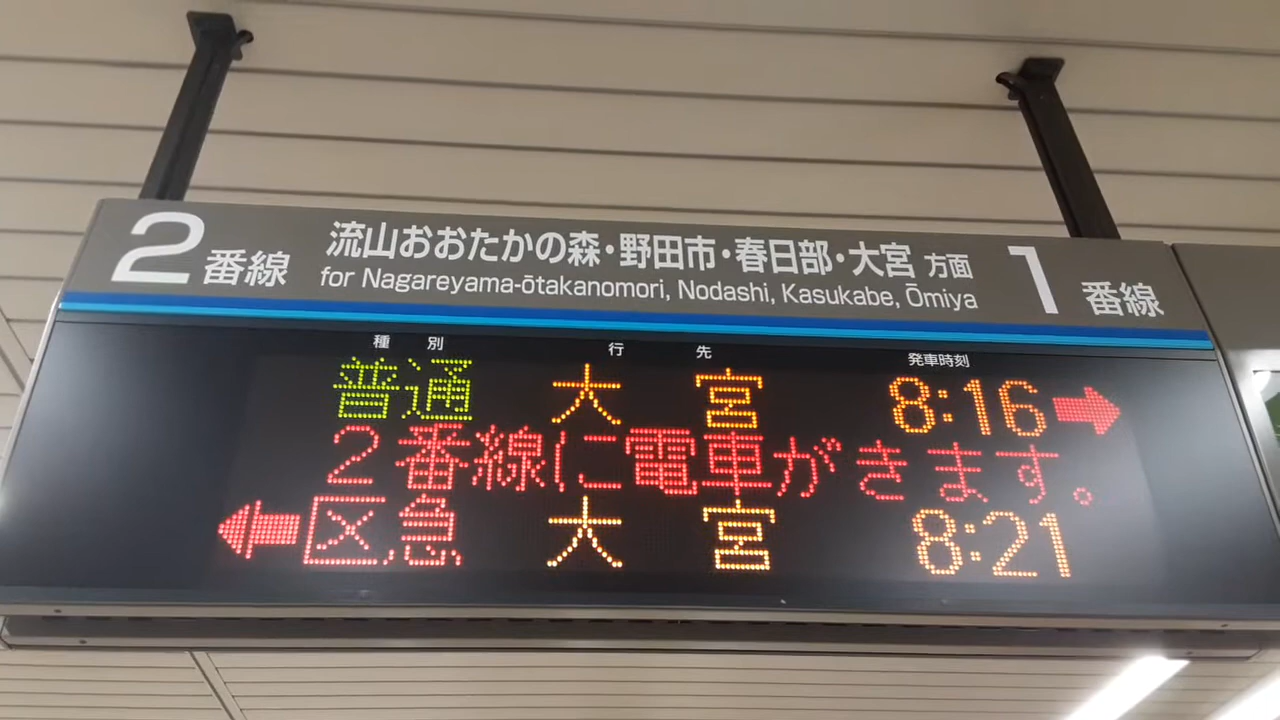 2番線 流山おおたかの森・野田市・春日部・大宮 方面 1番線
for Nagareyama-ōtakanomori, Nodashi, Kasukabe, Ōmiya
種別 行先 発車時刻
普通 大宮 8:16 ➡
2番線に電車がきます。
⬅ 区急 大宮 8:21